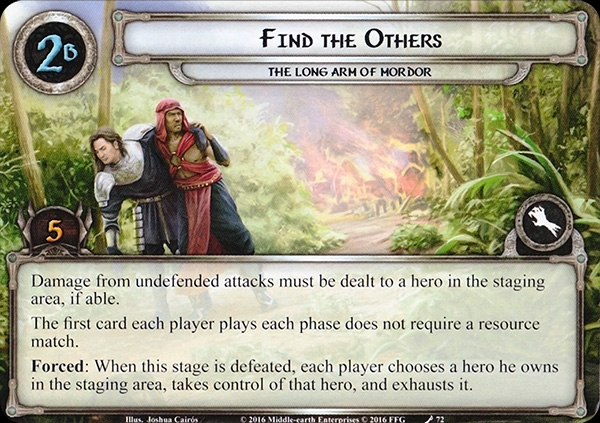 2B
FIND THE OTHERS
THE LONG ARM OF MORDOR
5
Damage from undefended attacks must be dealt to a hero in the staging
area, if able.
The first card each player plays each phase does not require a resource
match.
Forced: When this stage is defeated, each player chooses a hero he owns
in the staging area, takes control of that hero, and exhausts it.
Illus. Joshua Cairós
© 2016 Middle-earth Enterprises © 2016 FFG
72